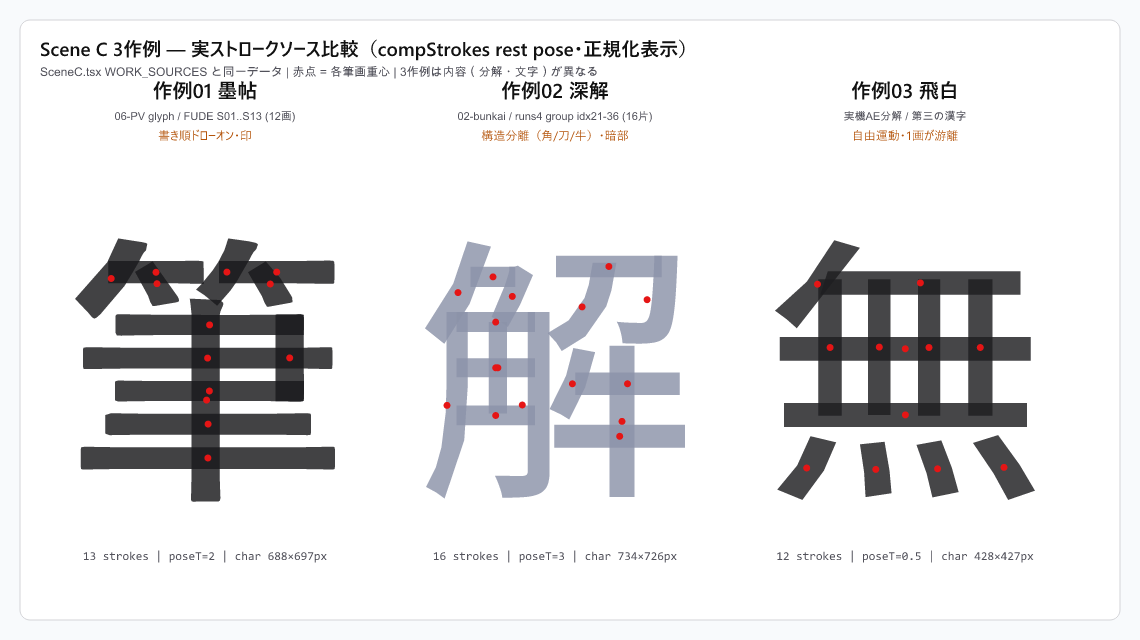 Scene C 3作例 — 実ストロークソース比較（compStrokes rest pose・正規化表示）
SceneC.tsx WORK_SOURCES と同一データ | 赤点 = 各筆画重心 | 3作例は内容 ( 分解・文字 ) が異なる
作例01 墨帖
06-PV glyph / FUDE S01..S13 (12画)
書き順ドローオン・印
筆
13 strokes | poseT=2 | char 688×697px
作例02 深解
02-bunkai / runs4 group idx21-36 (16片)
構造分離（角/刀/牛）・暗部
解
16 strokes | poseT=3 | char 734×726px
作例03 飛白
実機AE分解 / 第三の漢字
自由運動・1画が游離
無
12 strokes | poseT=0.5 | char 428×427px